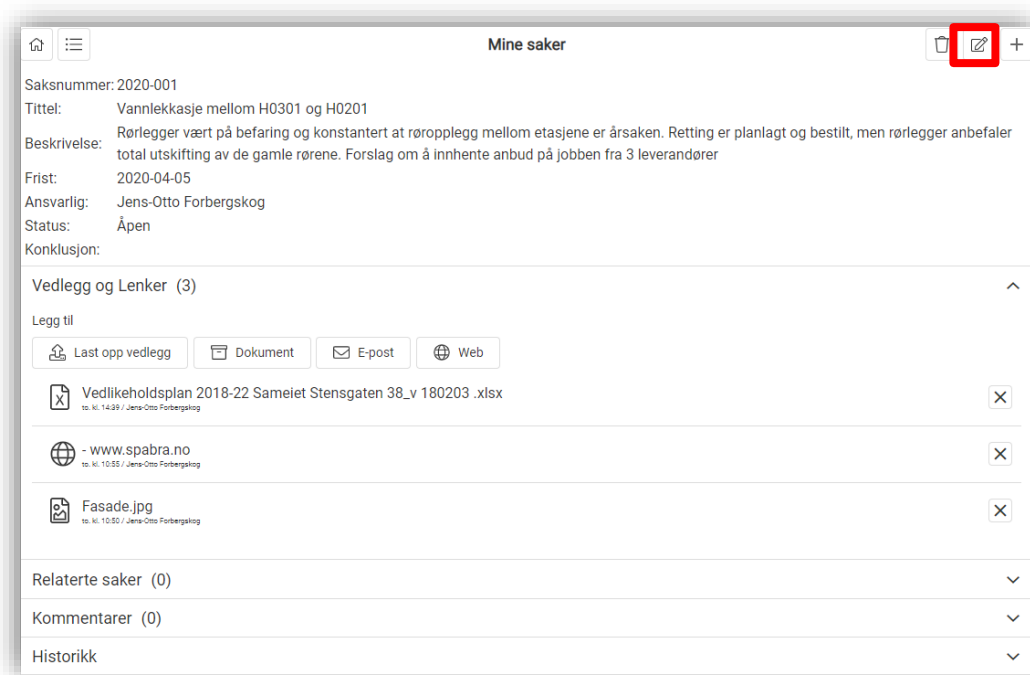 Mine saker
Saksnummer: 2020-001
Tittel: Vannlekkasje mellom H0301 og H0201
Beskrivelse: Rørlegger vært på befaring og konstantert at røropplegg mellom etasjene er årsaken. Retting er planlagt og bestilt, men rørlegger anbefaler
total utskifting av de gamle rørene. Forslag om å innhente anbud på jobben fra 3 leverandører
Frist: 2020-04-05
Ansvarlig: Jens-Otto Forbergskog
Status: Åpen
Konklusjon:
Vedlegg og Lenker (3)
Legg til
Last opp vedlegg Dokument E-post Web
Vedlikeholdsplan 2018-22 Sameiet Stensgaten 38_v 180203 .xlsx
to. kl. 14:39 / Jens-Otto Forbergskog
- www.spabra.no
to. kl. 10:55 / Jens-Otto Forbergskog
Fasade.jpg
to. kl. 10:50 / Jens-Otto Forbergskog
Relaterte saker (0)
Kommentarer (0)
Historikk